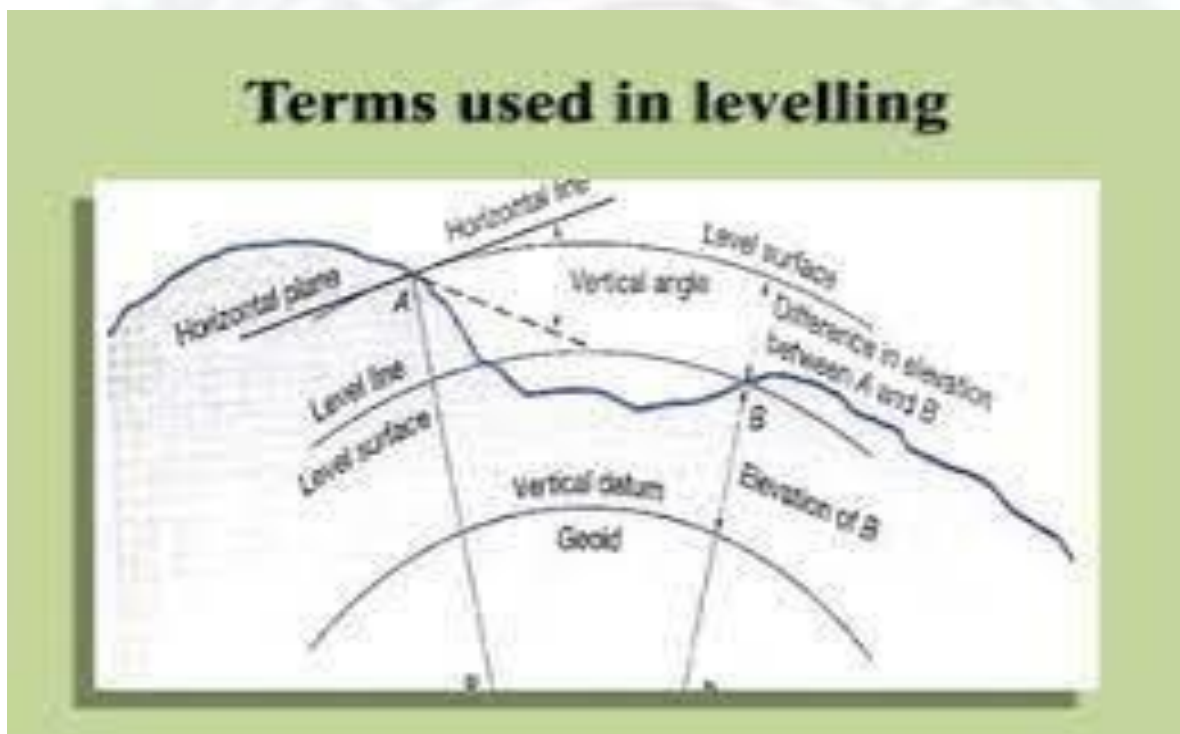 Terms used in levelling
Horizontal line
Level surface
Horizontal plane
A
Vertical angle
Difference in elevation
between A and B
Level line
Level surface
B
Vertical datum
Elevation of B
Geoid